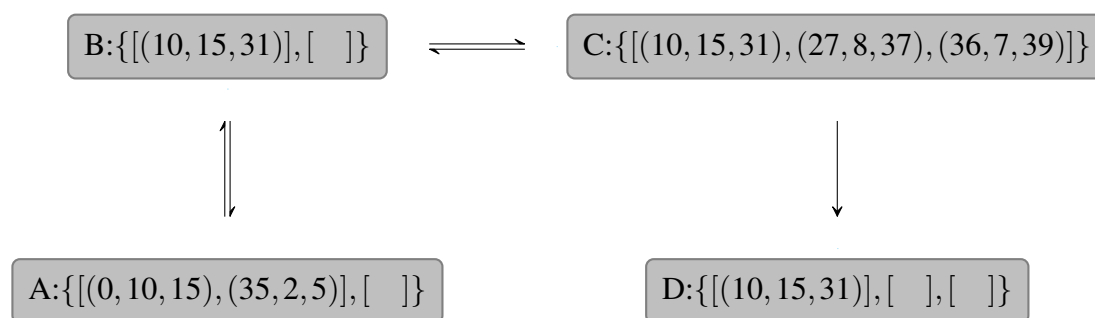 B:{[(10,15,31)],[ ]}
C:{[(10,15,31),(27,8,37),(36,7,39)]}
A:{[(0,10,15),(35,2,5)],[ ]}
D:{[(10,15,31)],[ ],[ ]}